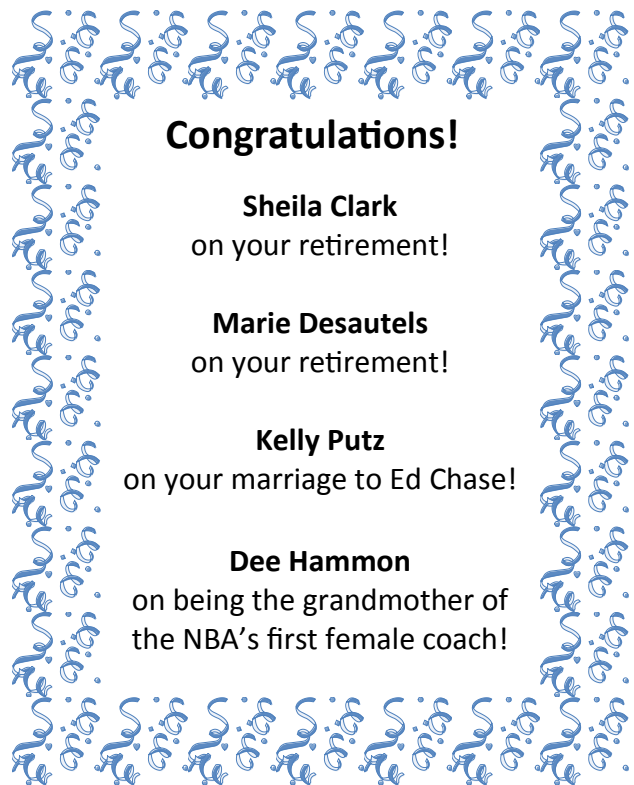 Congratulations!
Sheila Clark
on your retirement!
Marie Desautels
on your retirement!
Kelly Putz
on your marriage to Ed Chase!
Dee Hammon
on being the grandmother of
the NBA’s first female coach!